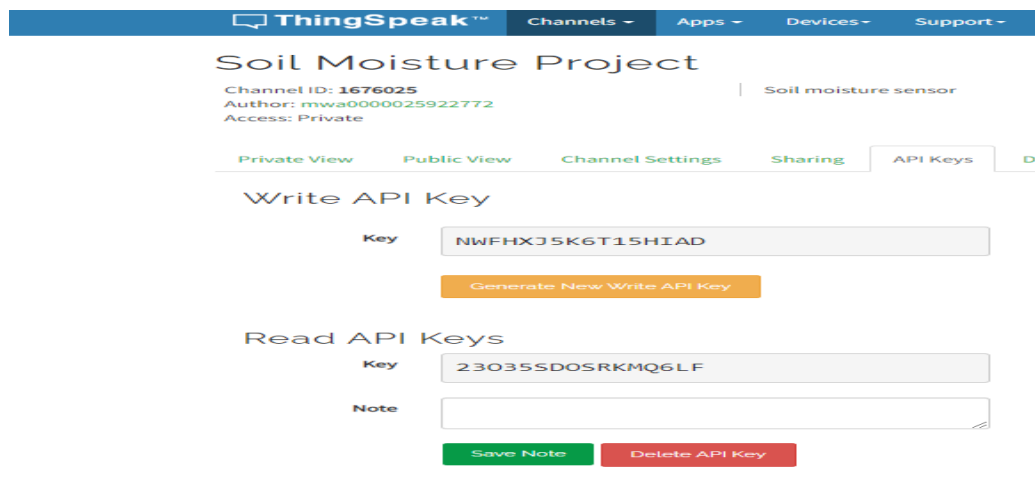 ThingSpeak™ Channels Apps Devices Support
Soil Moisture Project
Channel ID: 1676025 Soil moisture sensor
Author: mwa0000025922772
Access: Private
Private View Public View Channel Settings Sharing API Keys D
Write API Key
Key NWFHXJ5K6T15HIAD
Generate New Write API Key
Read API Keys
Key 23O35SDOSRKMQ6LF
Note
Save Note Delete API Key